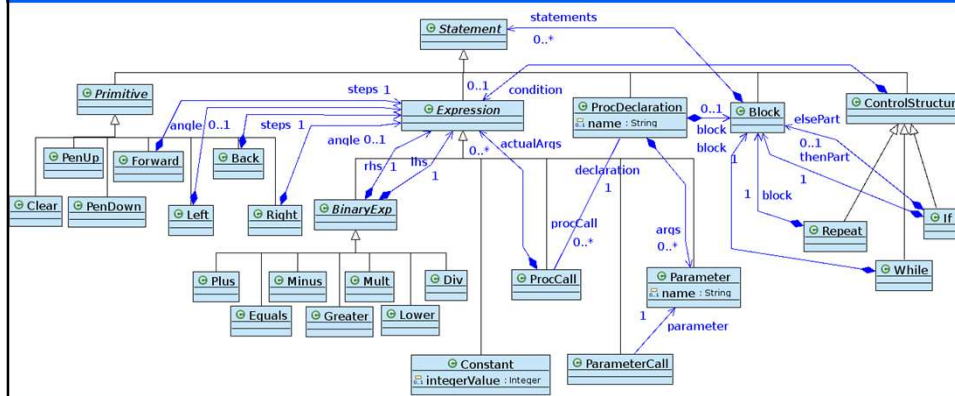 statements
Statement
0..*
Primitive
steps 1
0..1
condition
Expression
ProcDeclaration
name : String
0..1
block
Block
ControlStructure
elsePart
0..1
thenPart
1
PenUp
Forward
angle 0..1
steps 1
Back
angle 0..1
rhs 1
lhs
1
0..*
actualArgs
declaration
1
block
1
1
block
Clear
PenDown
Left
Right
BinaryExp
procCall
0..*
args
0..*
Repeat
If
Plus
Minus
Mult
Div
ProcCall
Parameter
name : String
While
Equals
Greater
Lower
1
parameter
Constant
integerValue : Integer
ParameterCall